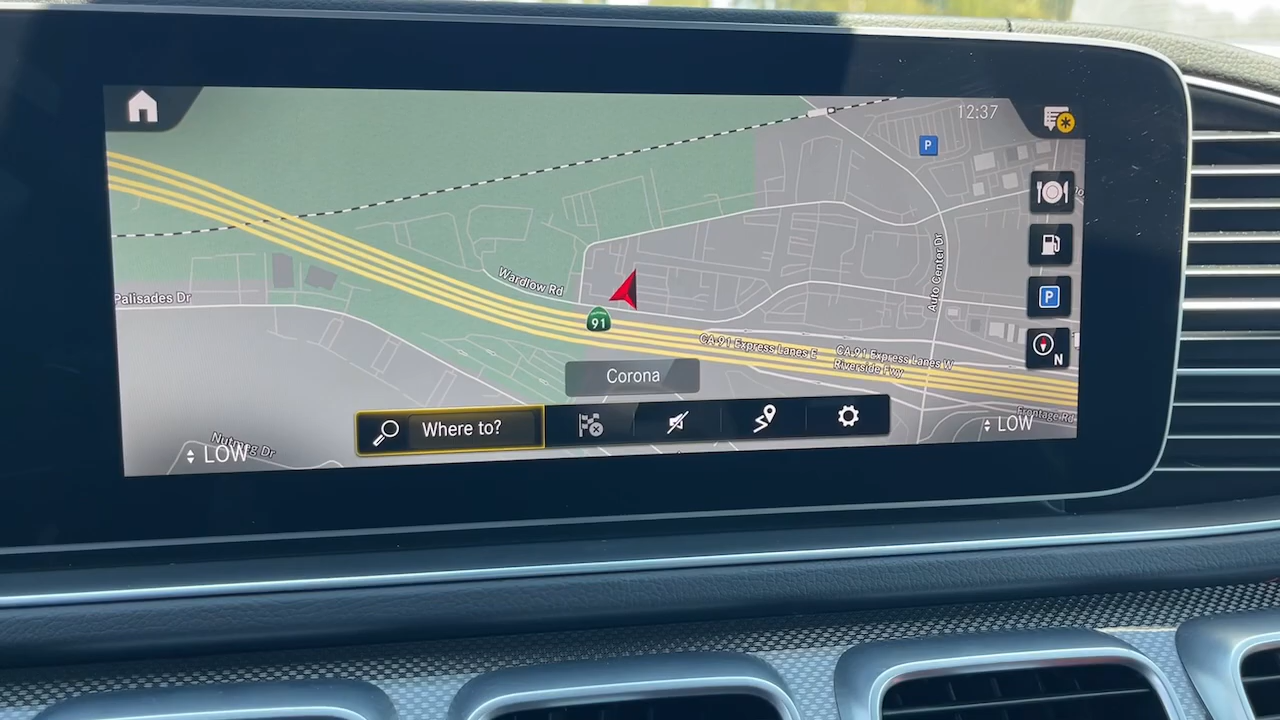 12:37
P
Wardlow Rd
Auto Center Dr
Palisades Dr
P
91
CA-91 Express Lanes E
CA-91 Express Lanes W
Riverside Fwy
N
Corona
Frontage Rd
Where to?
LOW
Nutmeg Dr
LOW